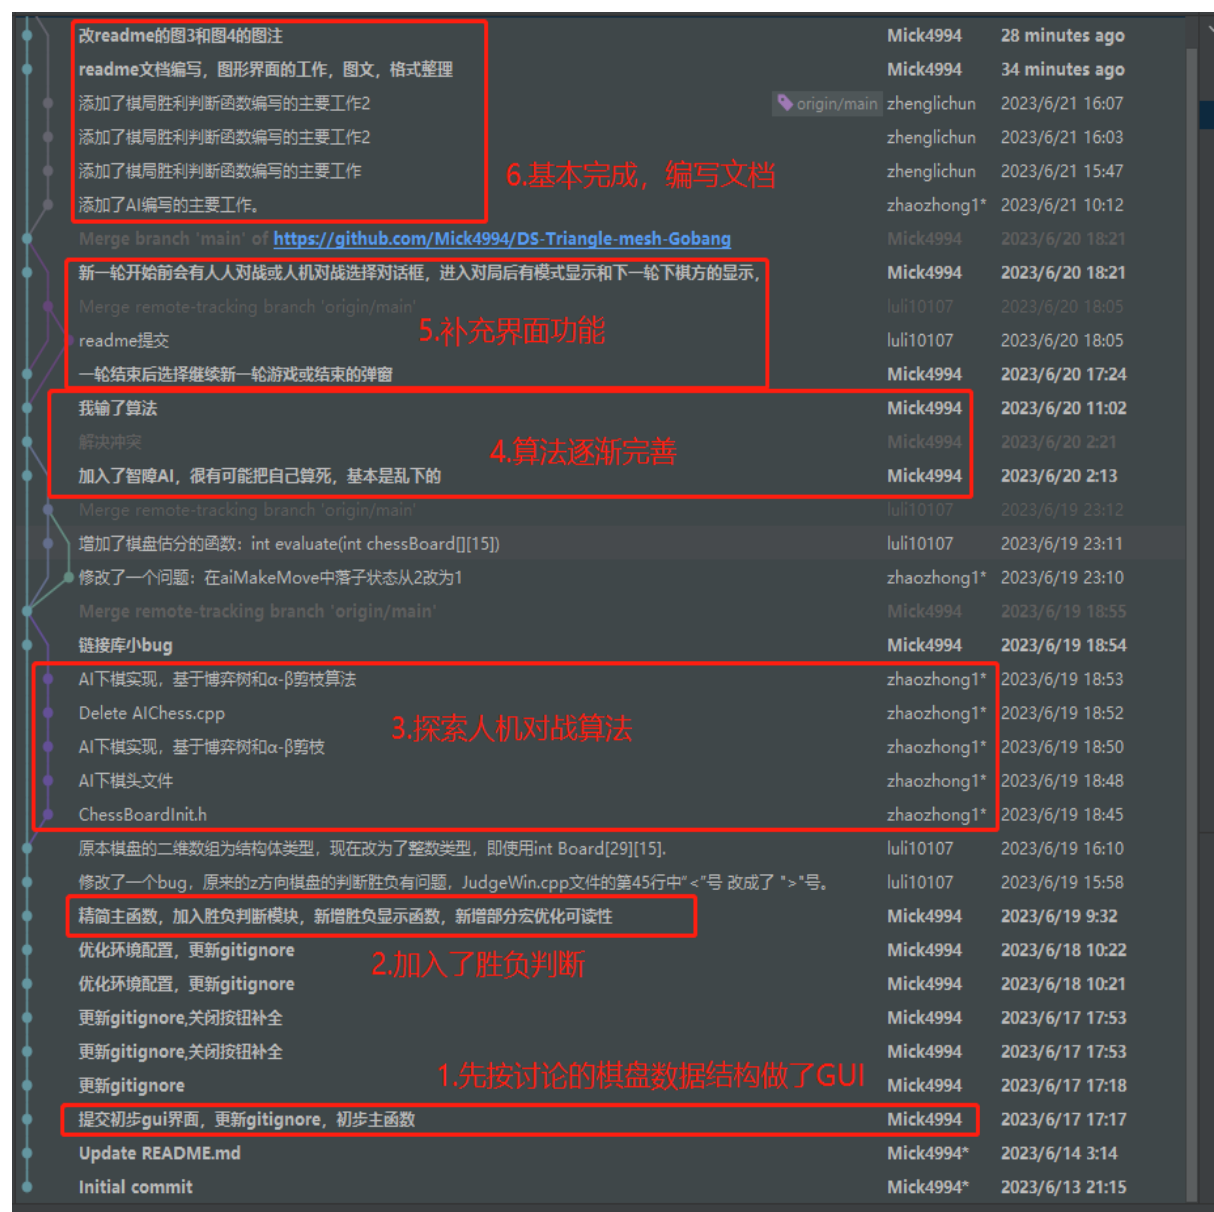 改readme的图3和图4的图注 Mick4994 28 minutes ago
readme文档编写，图形界面的工作，图文，格式整理 Mick4994 34 minutes ago
添加了棋局胜利判断函数编写的主要工作2 origin/main zhenglichun 2023/6/21 16:07
添加了棋局胜利判断函数编写的主要工作2 zhenglichun 2023/6/21 16:03
添加了棋局胜利判断函数编写的主要工作 zhenglichun 2023/6/21 15:47
6.基本完成，编写文档
添加了AI编写的主要工作。 zhaozhong1* 2023/6/21 10:12
Merge branch 'main' of https://github.com/Mick4994/DS-Triangle-mesh-Gobang Mick4994 2023/6/20 18:21
新一轮开始前会有人人对战或人机对战选择对话框，进入对局后有模式显示和下一轮下棋方的显示, Mick4994 2023/6/20 18:21
Merge remote-tracking branch 'origin/main' luli10107 2023/6/20 18:05
5.补充界面功能
readme提交 luli10107 2023/6/20 18:05
一轮结束后选择继续新一轮游戏或结束的弹窗 Mick4994 2023/6/20 17:24
我输了算法 Mick4994 2023/6/20 11:02
解决冲突 Mick4994 2023/6/20 2:21
4.算法逐渐完善
加入了智障AI，很有可能把自己算死，基本是乱下的 Mick4994 2023/6/20 2:13
Merge remote-tracking branch 'origin/main' luli10107 2023/6/19 23:12
增加了棋盘估分的函数：int evaluate(int chessBoard[][15]) luli10107 2023/6/19 23:11
修改了一个问题：在aiMakeMove中落子状态从2改为1 zhaozhong1* 2023/6/19 23:10
Merge remote-tracking branch 'origin/main' Mick4994 2023/6/19 18:55
链接库小bug Mick4994 2023/6/19 18:54
AI下棋实现，基于博弈树和α-β剪枝算法 zhaozhong1* 2023/6/19 18:53
Delete AIChess.cpp zhaozhong1* 2023/6/19 18:52
3.探索人机对战算法
AI下棋实现，基于博弈树和α-β剪枝 zhaozhong1* 2023/6/19 18:50
AI下棋头文件 zhaozhong1* 2023/6/19 18:48
ChessBoardInit.h zhaozhong1* 2023/6/19 18:45
原本棋盘的二维数组为结构体类型，现在改为了整数类型，即使用int Board[29][15]. luli10107 2023/6/19 16:10
修改了一个bug，原来的z方向棋盘的判断胜负有问题，JudgeWin.cpp文件的第45行中"<"号 改成了 ">"号。 luli10107 2023/6/19 15:58
精简主函数，加入胜负判断模块，新增胜负显示函数，新增部分宏优化可读性 Mick4994 2023/6/19 9:32
优化环境配置，更新gitignore Mick4994 2023/6/18 10:22
2.加入了胜负判断
优化环境配置，更新gitignore Mick4994 2023/6/18 10:21
更新gitignore,关闭按钮补全 Mick4994 2023/6/17 17:53
更新gitignore,关闭按钮补全 Mick4994 2023/6/17 17:53
1.先按讨论的棋盘数据结构做了GUI
更新gitignore Mick4994 2023/6/17 17:18
提交初步gui界面，更新gitignore，初步主函数 Mick4994 2023/6/17 17:17
Update README.md Mick4994* 2023/6/14 3:14
Initial commit Mick4994* 2023/6/13 21:15